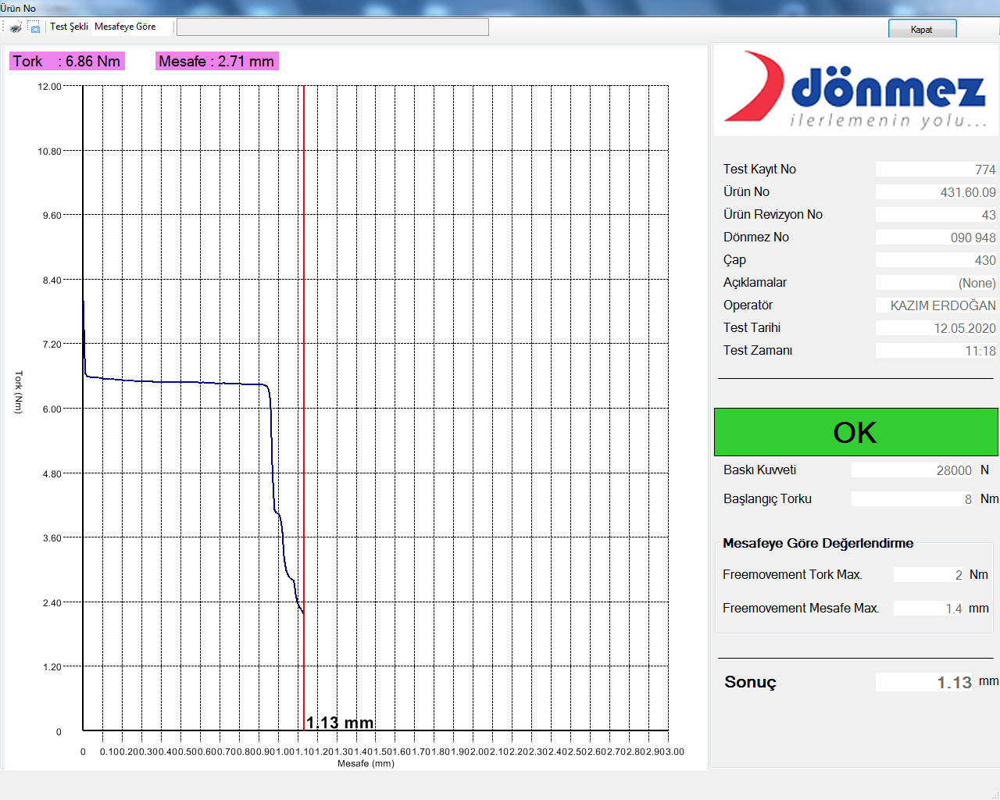 Ürün No
Test Şekli Mesafeye Göre
Kapat
Tork : 6.86 Nm
Mesafe : 2.71 mm
12.00
10.80
9.60
8.40
7.20
6.00
4.80
3.60
2.40
1.20
0
Tork (Nm)
1.13 mm
0 0.10 0.20 0.30 0.40 0.50 0.60 0.70 0.80 0.90 1.00 1.10 1.20 1.30 1.40 1.50 1.60 1.70 1.80 1.90 2.00 2.10 2.20 2.30 2.40 2.50 2.60 2.70 2.80 2.90 3.00
Mesafe (mm)
dönmez
ilerlemenin yolu...
Test Kayıt No 774
Ürün No 431.60.09
Ürün Revizyon No 43
Dönmez No 090 948
Çap 430
Açıklamalar (None)
Operatör KAZIM ERDOĞAN
Test Tarihi 12.05.2020
Test Zamanı 11:18
OK
Baskı Kuvveti 28000 N
Başlangıç Torku 8 Nm
Mesafeye Göre Değerlendirme
Freemovement Tork Max. 2 Nm
Freemovement Mesafe Max. 1.4 mm
Sonuç 1.13 mm